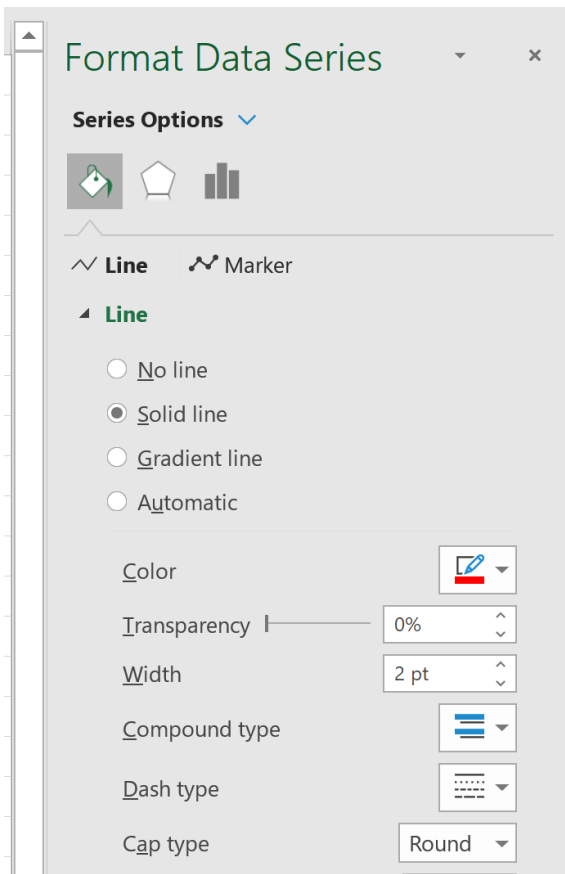 Format Data Series
Series Options
Line Marker
Line
No line
Solid line
Gradient line
Automatic
Color
Transparency 0%
Width 2 pt
Compound type
Dash type
Cap type Round